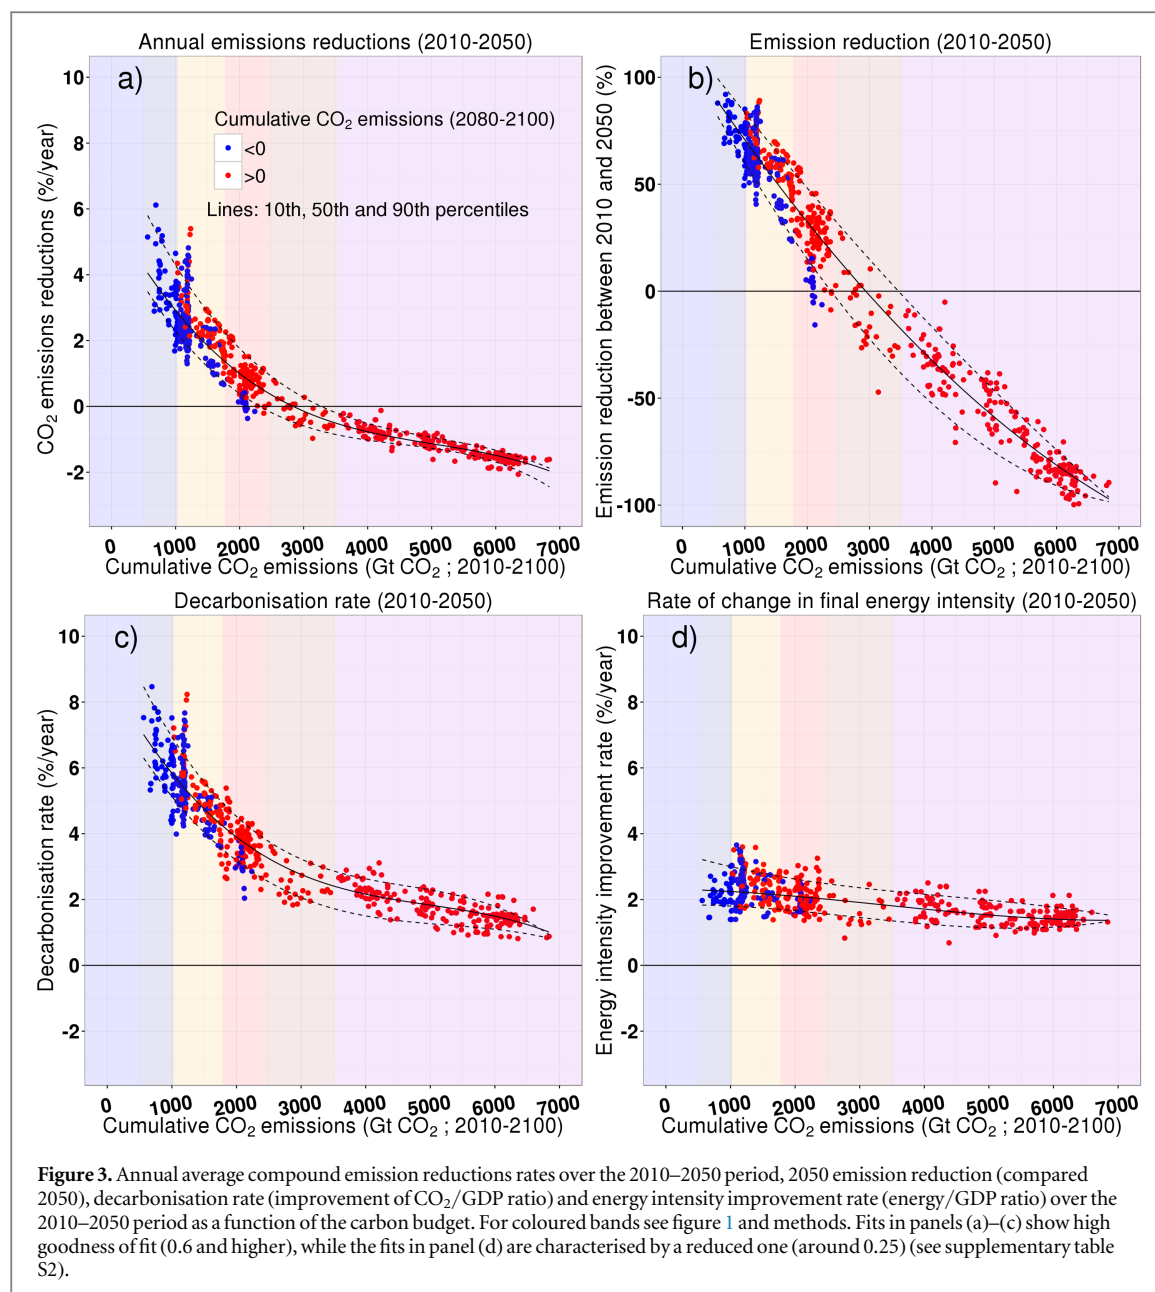 Annual emissions reductions (2010-2050)
a)
Cumulative CO2 emissions (2080-2100)
<0
>0
Lines: 10th, 50th and 90th percentiles
10
8
6
4
2
0
-2
CO2 emissions reductions (%/year)
0 1000 2000 3000 4000 5000 6000 7000
Cumulative CO2 emissions (Gt CO2 ; 2010-2100)
Emission reduction (2010-2050)
b)
100
50
0
-50
-100
Emission reduction between 2010 and 2050 (%)
0 1000 2000 3000 4000 5000 6000 7000
Cumulative CO2 emissions (Gt CO2 ; 2010-2100)
Decarbonisation rate (2010-2050)
c)
10
8
6
4
2
0
-2
Decarbonisation rate (%/year)
0 1000 2000 3000 4000 5000 6000 7000
Cumulative CO2 emissions (Gt CO2 ; 2010-2100)
Rate of change in final energy intensity (2010-2050)
d)
10
8
6
4
2
0
-2
Energy intensity improvement rate (%/year)
0 1000 2000 3000 4000 5000 6000 7000
Cumulative CO2 emissions (Gt CO2 ; 2010-2100)
Figure 3. Annual average compound emission reductions rates over the 2010–2050 period, 2050 emission reduction (compared
2050), decarbonisation rate (improvement of CO2/GDP ratio) and energy intensity improvement rate (energy/GDP ratio) over the
2010–2050 period as a function of the carbon budget. For coloured bands see figure 1 and methods. Fits in panels (a)–(c) show high
goodness of fit (0.6 and higher), while the fits in panel (d) are characterised by a reduced one (around 0.25) (see supplementary table
S2).